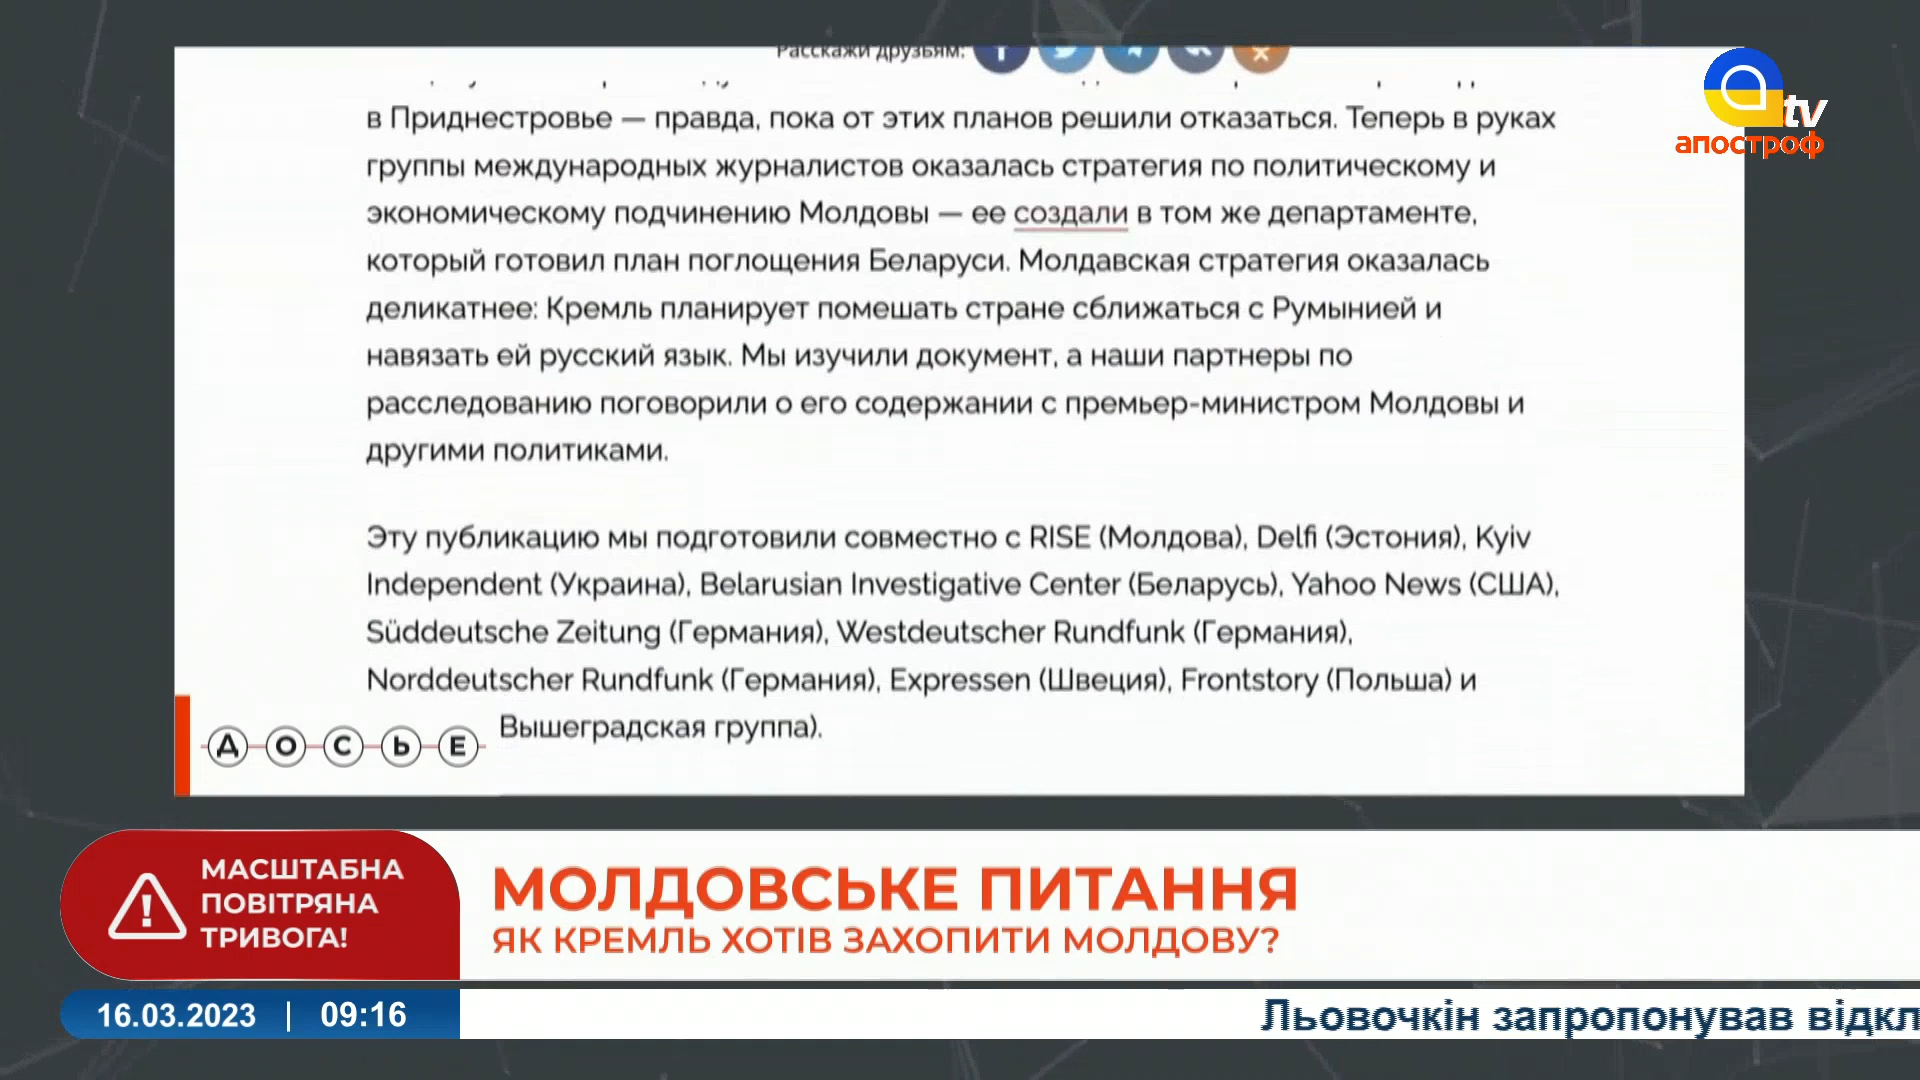 Расскажи друзьям:
в Приднестровье — правда, пока от этих планов решили отказаться. Теперь в руках
группы международных журналистов оказалась стратегия по политическому и
экономическому подчинению Молдовы — ее создали в том же департаменте,
который готовил план поглощения Беларуси. Молдавская стратегия оказалась
деликатнее: Кремль планирует помешать стране сближаться с Румынией и
навязать ей русский язык. Мы изучили документ, а наши партнеры по
расследованию поговорили о его содержании с премьер-министром Молдовы и
другими политиками.
Эту публикацию мы подготовили совместно с RISE (Молдова), Delfi (Эстония), Kyiv
Independent (Украина), Belarusian Investigative Center (Беларусь), Yahoo News (США),
Süddeutsche Zeitung (Германия), Westdeutscher Rundfunk (Германия),
Norddeutscher Rundfunk (Германия), Expressen (Швеция), Frontstory (Польша) и
Вышеградская группа).
ДОСЬЕ
tv
апостроф
МАСШТАБНА
ПОВІТРЯНА
ТРИВОГА!
МОЛДОВСЬКЕ ПИТАННЯ
ЯК КРЕМЛЬ ХОТІВ ЗАХОПИТИ МОЛДОВУ?
16.03.2023 | 09:16
Льовочкін запропонував відкл